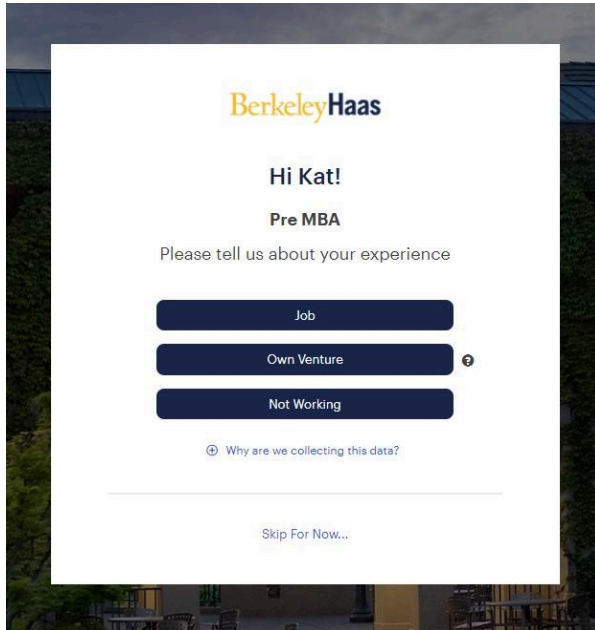 BerkeleyHaas
Hi Kat!
Pre MBA
Please tell us about your experience
Job
Own Venture
?
Not Working
Why are we collecting this data?
Skip For Now...